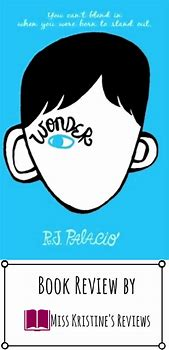 You can't blend in
when you were born to stand out.
WONDER
R.J. PALACIO
BOOK REVIEW BY
MISS KRISTINE'S REVIEWS